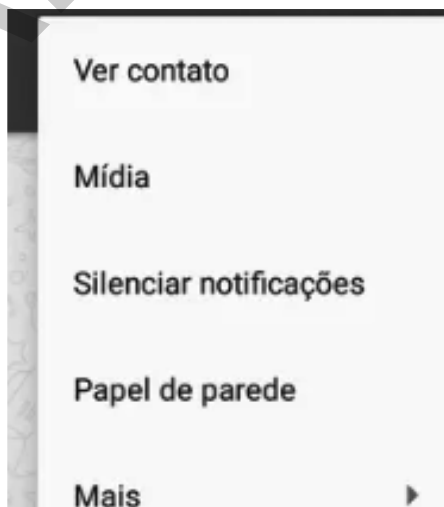 Ver contato
Mídia
Silenciar notificações
Papel de parede
Mais